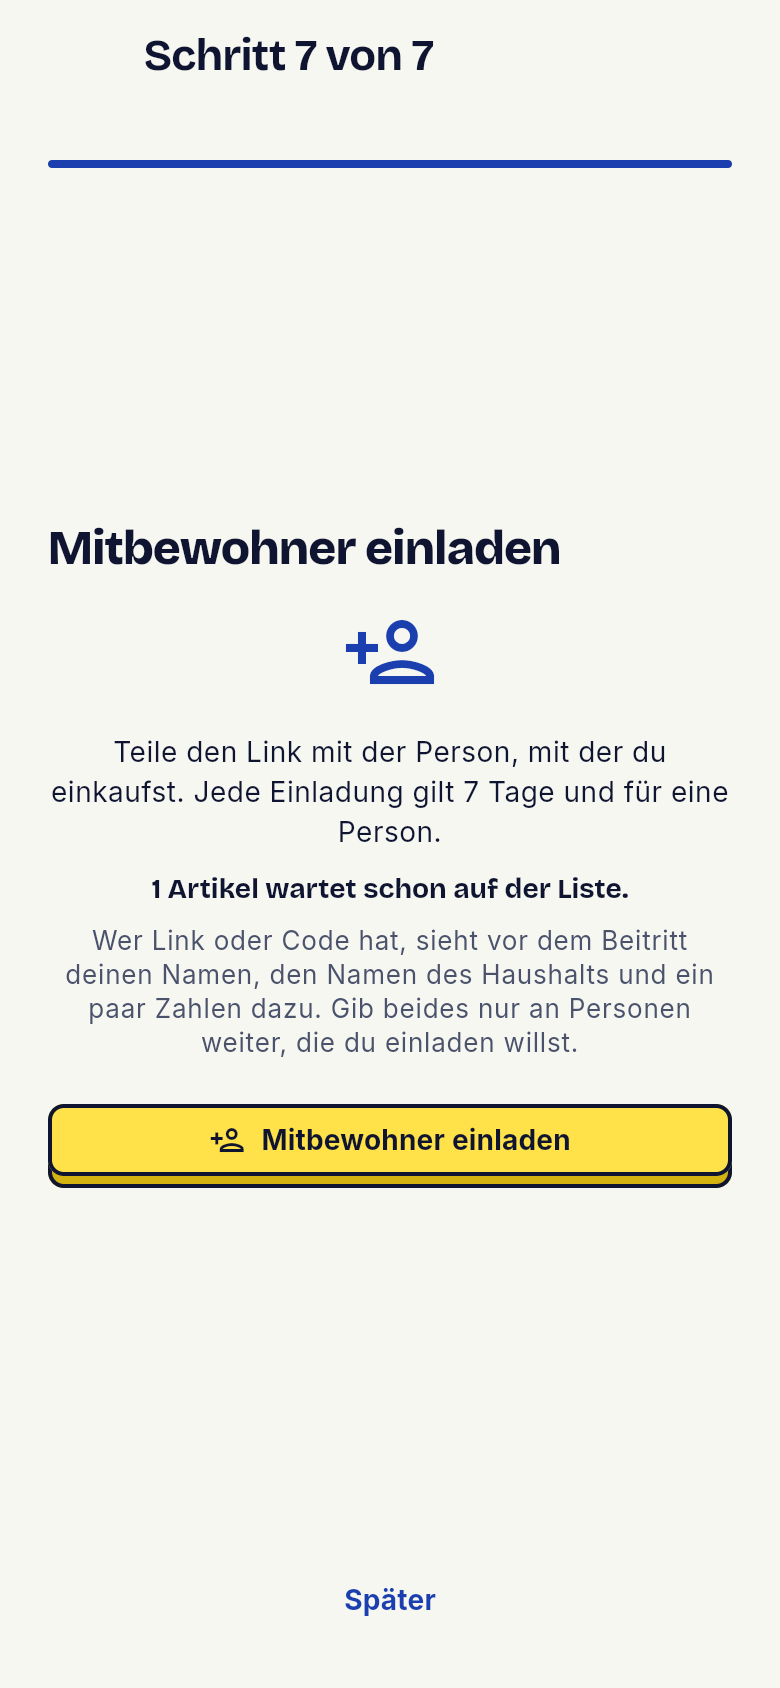 Schritt 7 von 7
Mitbewohner einladen
Teile den Link mit der Person, mit der du
einkaufst. Jede Einladung gilt 7 Tage und für eine
Person.
1 Artikel wartet schon auf der Liste.
Wer Link oder Code hat, sieht vor dem Beitritt
deinen Namen, den Namen des Haushalts und ein
paar Zahlen dazu. Gib beides nur an Personen
weiter, die du einladen willst.
Mitbewohner einladen
Später